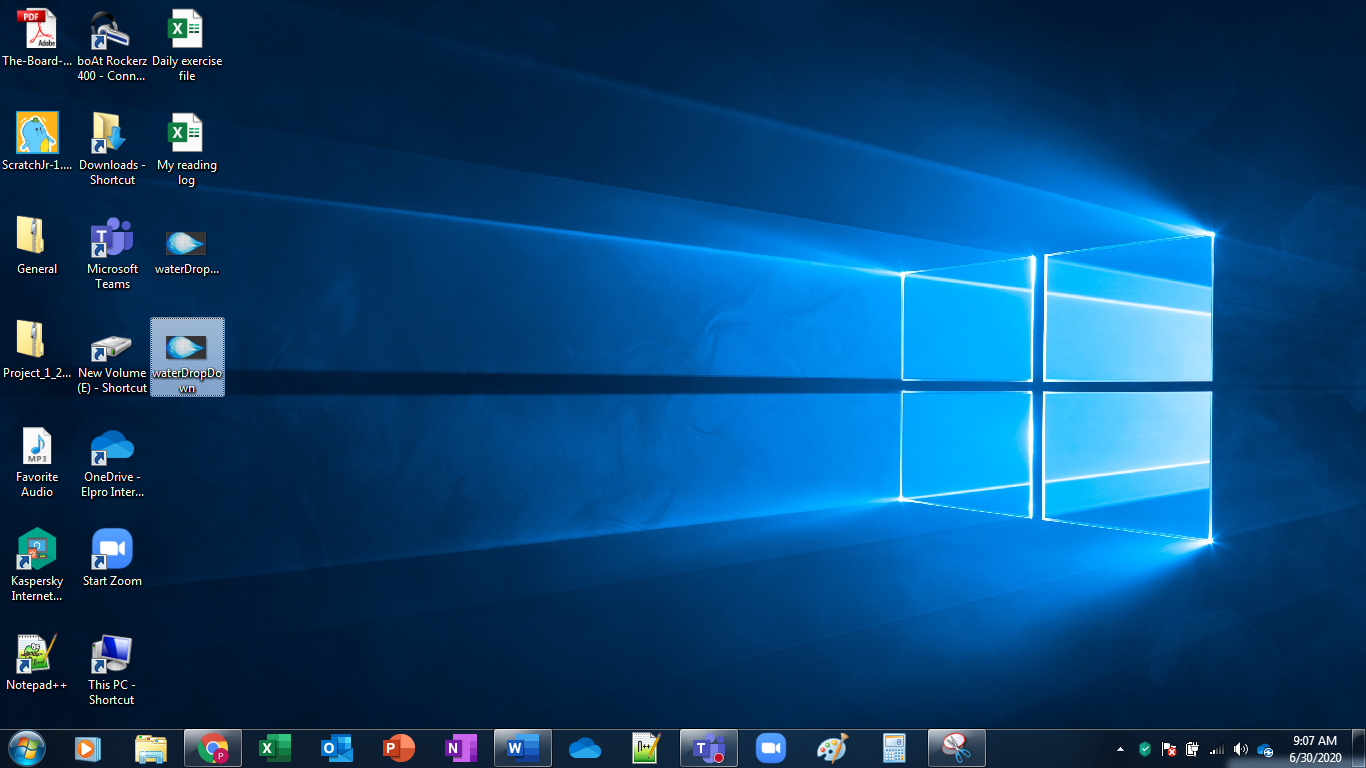 PDF
Adobe
The-Board-...
boAt Rockerz
400 - Conn...
Daily exercise
file
ScratchJr-1....
Downloads -
Shortcut
My reading
log
General
Microsoft
Teams
waterDrop...
Project_1_2...
New Volume
(E) - Shortcut
waterDropDo
wn
MP3
Favorite
Audio
OneDrive -
Elpro Inter...
Kaspersky
Internet...
Start Zoom
Notepad++
This PC -
Shortcut
9:07 AM
6/30/2020